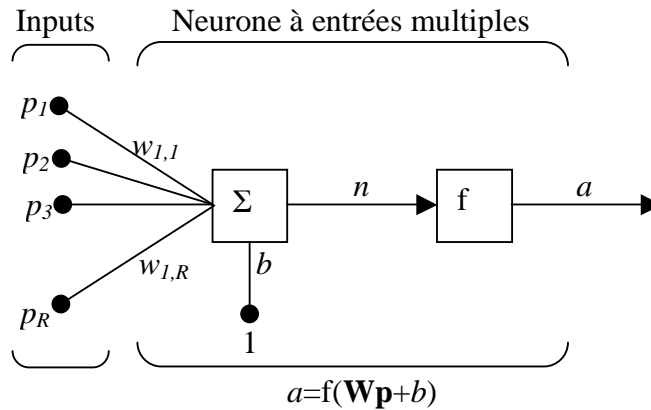 Inputs Neurone à entrées multiples
p1
w1,1
p2
p3
Σ n f a
w1,R
b
pR
1
a=f(Wp+b)